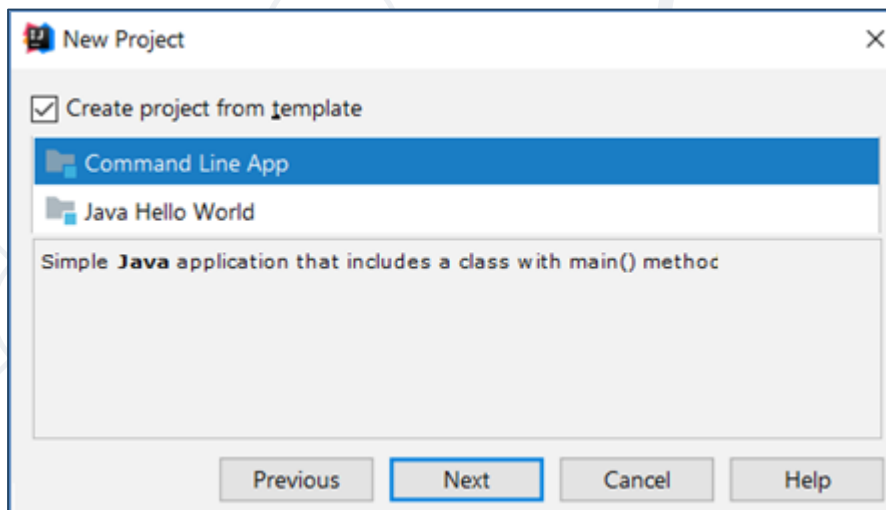 New Project
Create project from template
Command Line App
Java Hello World
Simple Java application that includes a class with main() method
Previous Next Cancel Help